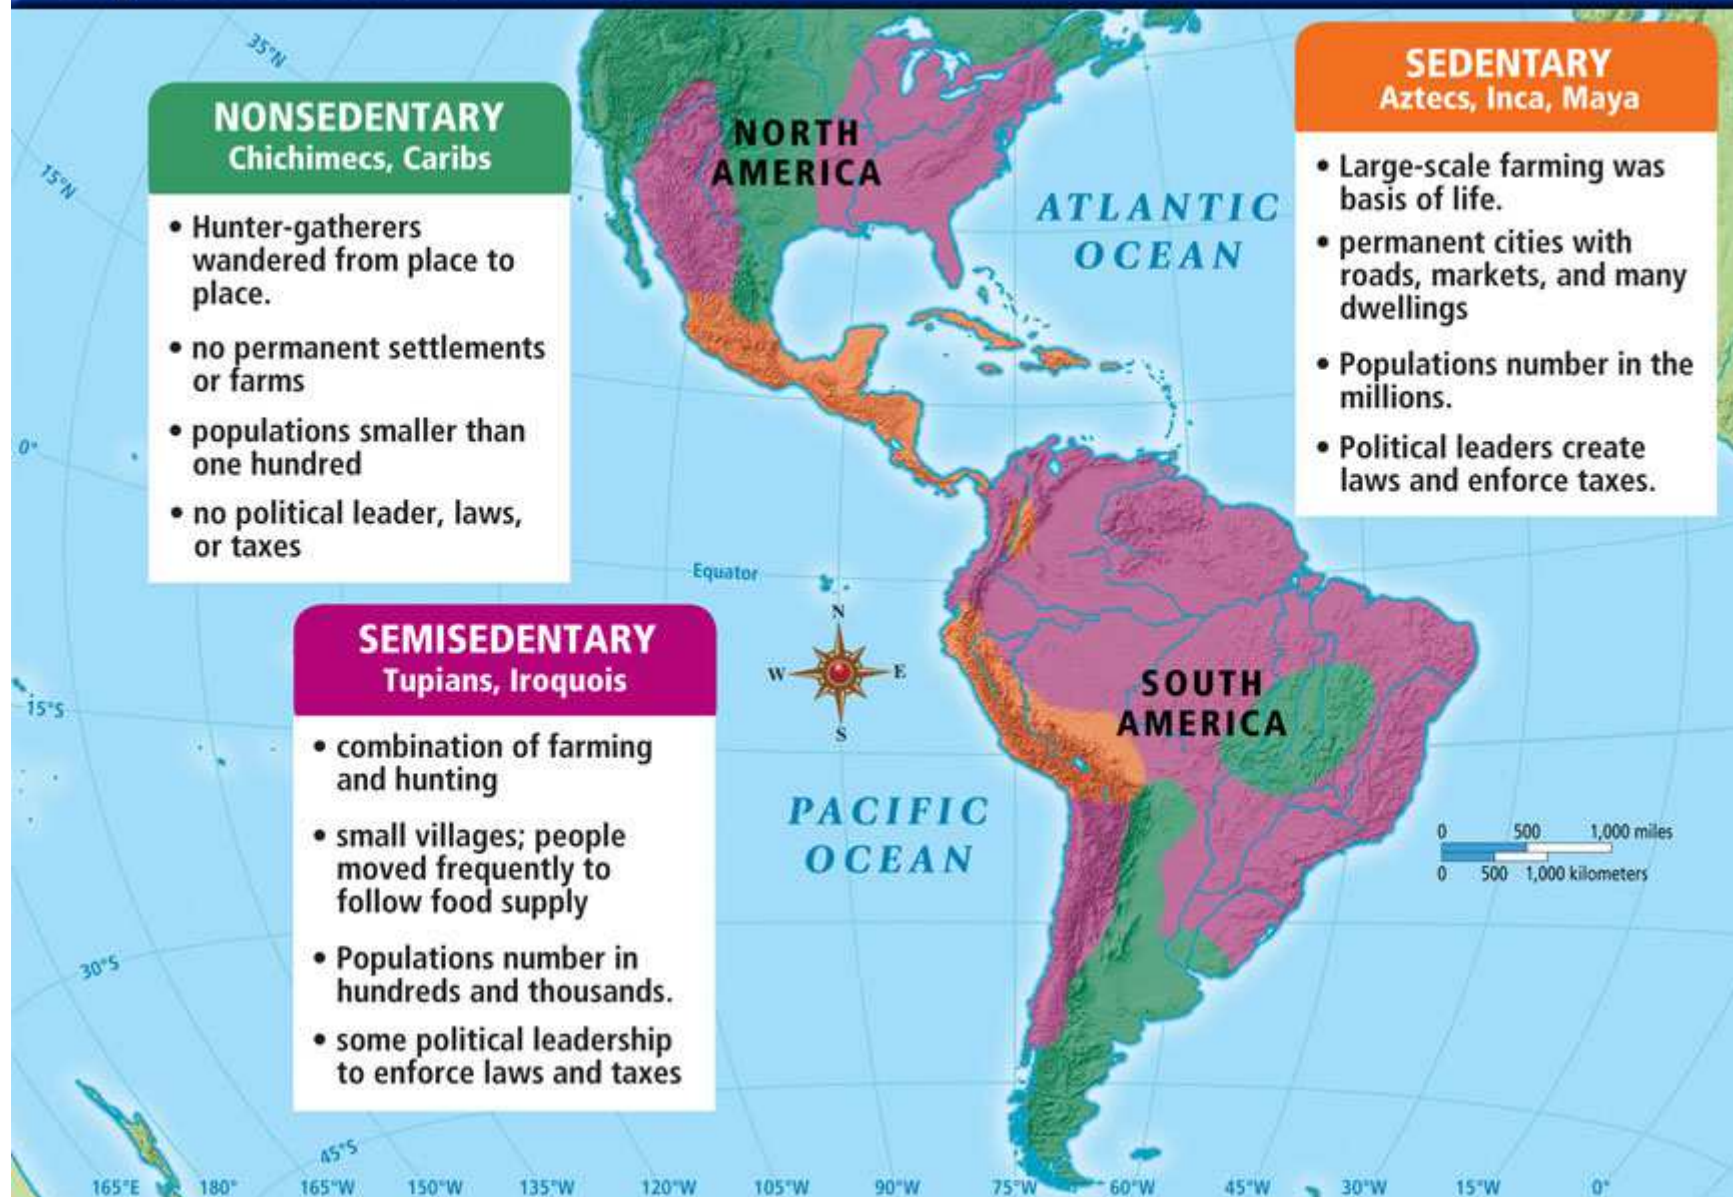 NONSEDENTARY
Chichimecs, Caribs
• Hunter-gatherers
wandered from place to
place.
• no permanent settlements
or farms
• populations smaller than
one hundred
• no political leader, laws,
or taxes
SEMISEDENTARY
Tupians, Iroquois
• combination of farming
and hunting
• small villages; people
moved frequently to
follow food supply
• Populations number in
hundreds and thousands.
• some political leadership
to enforce laws and taxes
SEDENTARY
Aztecs, Inca, Maya
• Large-scale farming was
basis of life.
• permanent cities with
roads, markets, and many
dwellings
• Populations number in the
millions.
• Political leaders create
laws and enforce taxes.
NORTH
AMERICA
ATLANTIC
OCEAN
Equator
N
W
E
S
SOUTH
AMERICA
PACIFIC
OCEAN
0 500 1,000 miles
0 500 1,000 kilometers
35°N
15°N
0°
15°S
30°S
45°S
165°E 180° 165°W 150°W 135°W 120°W 105°W 90°W 75°W 60°W 45°W 30°W 15°W 0°